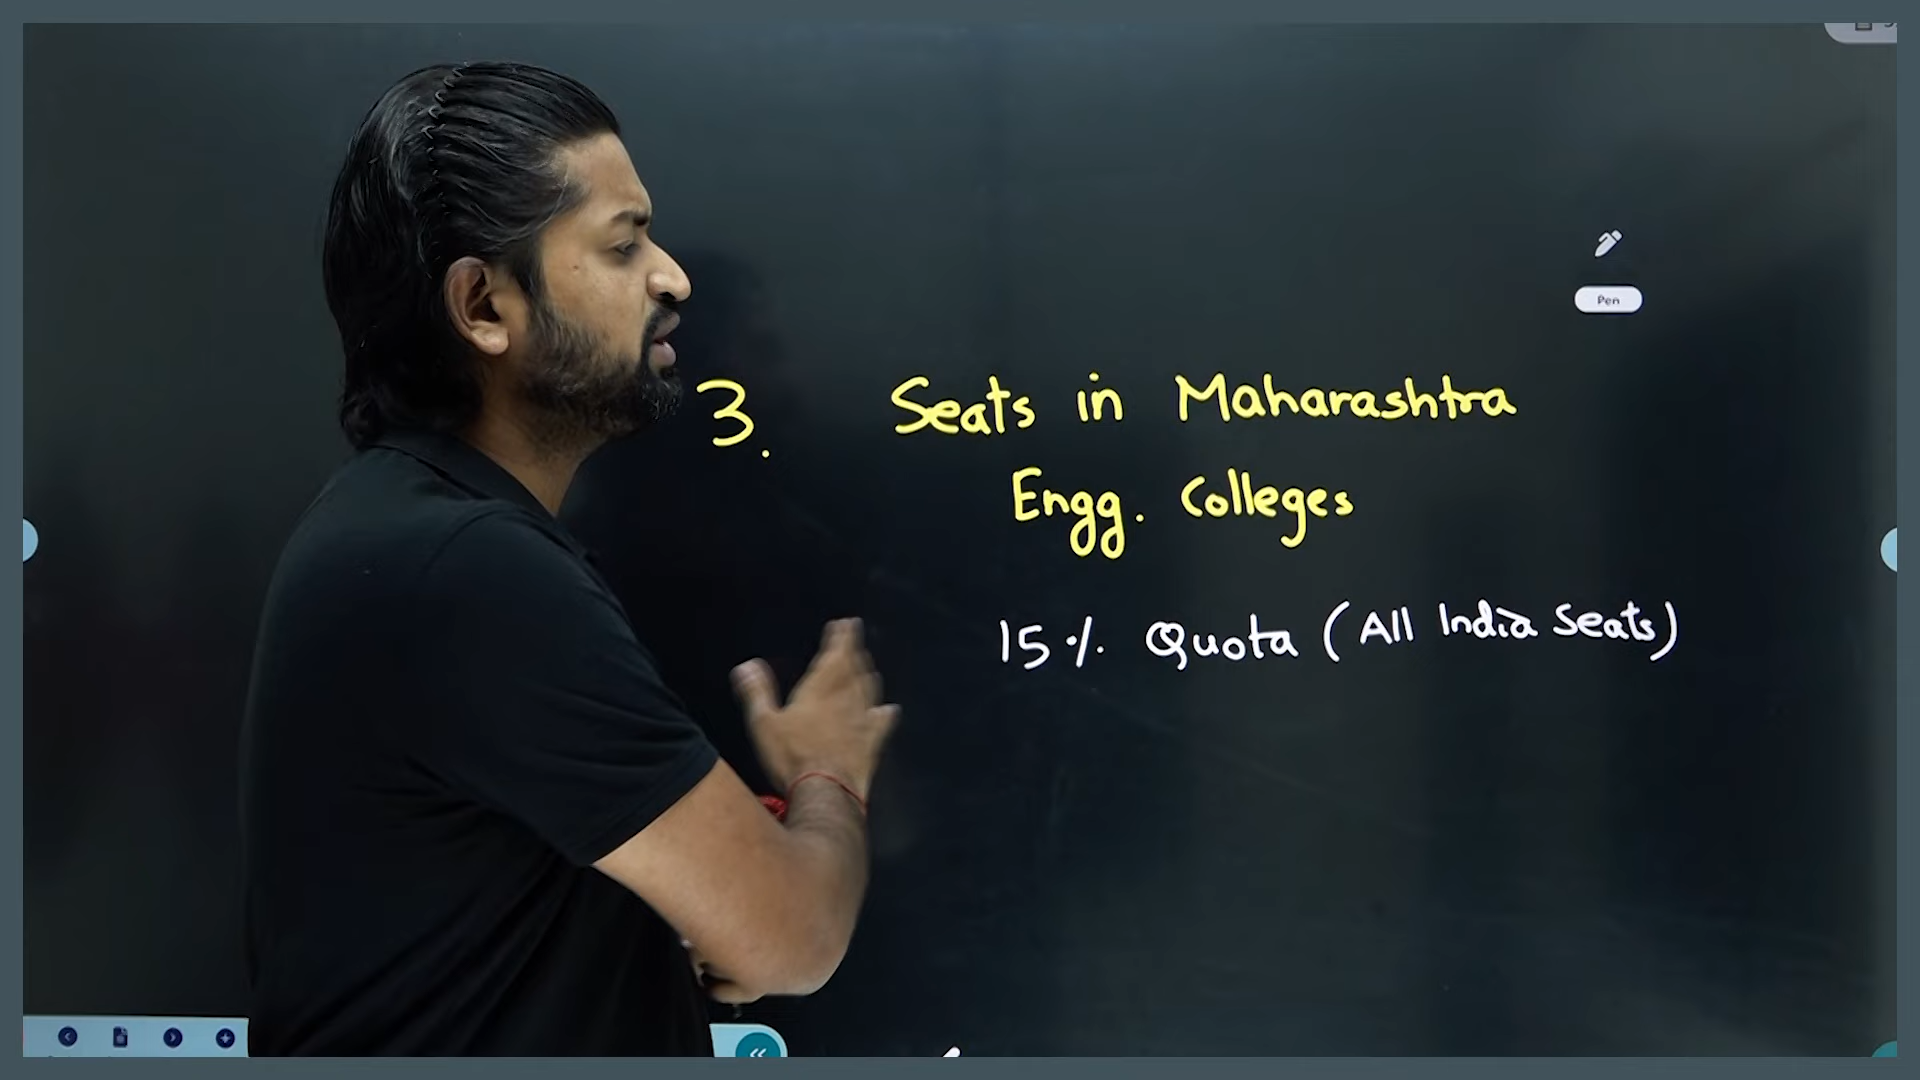 Pen
3. Seats in Maharashtra
Engg. Colleges
15% Quota (All India Seats)